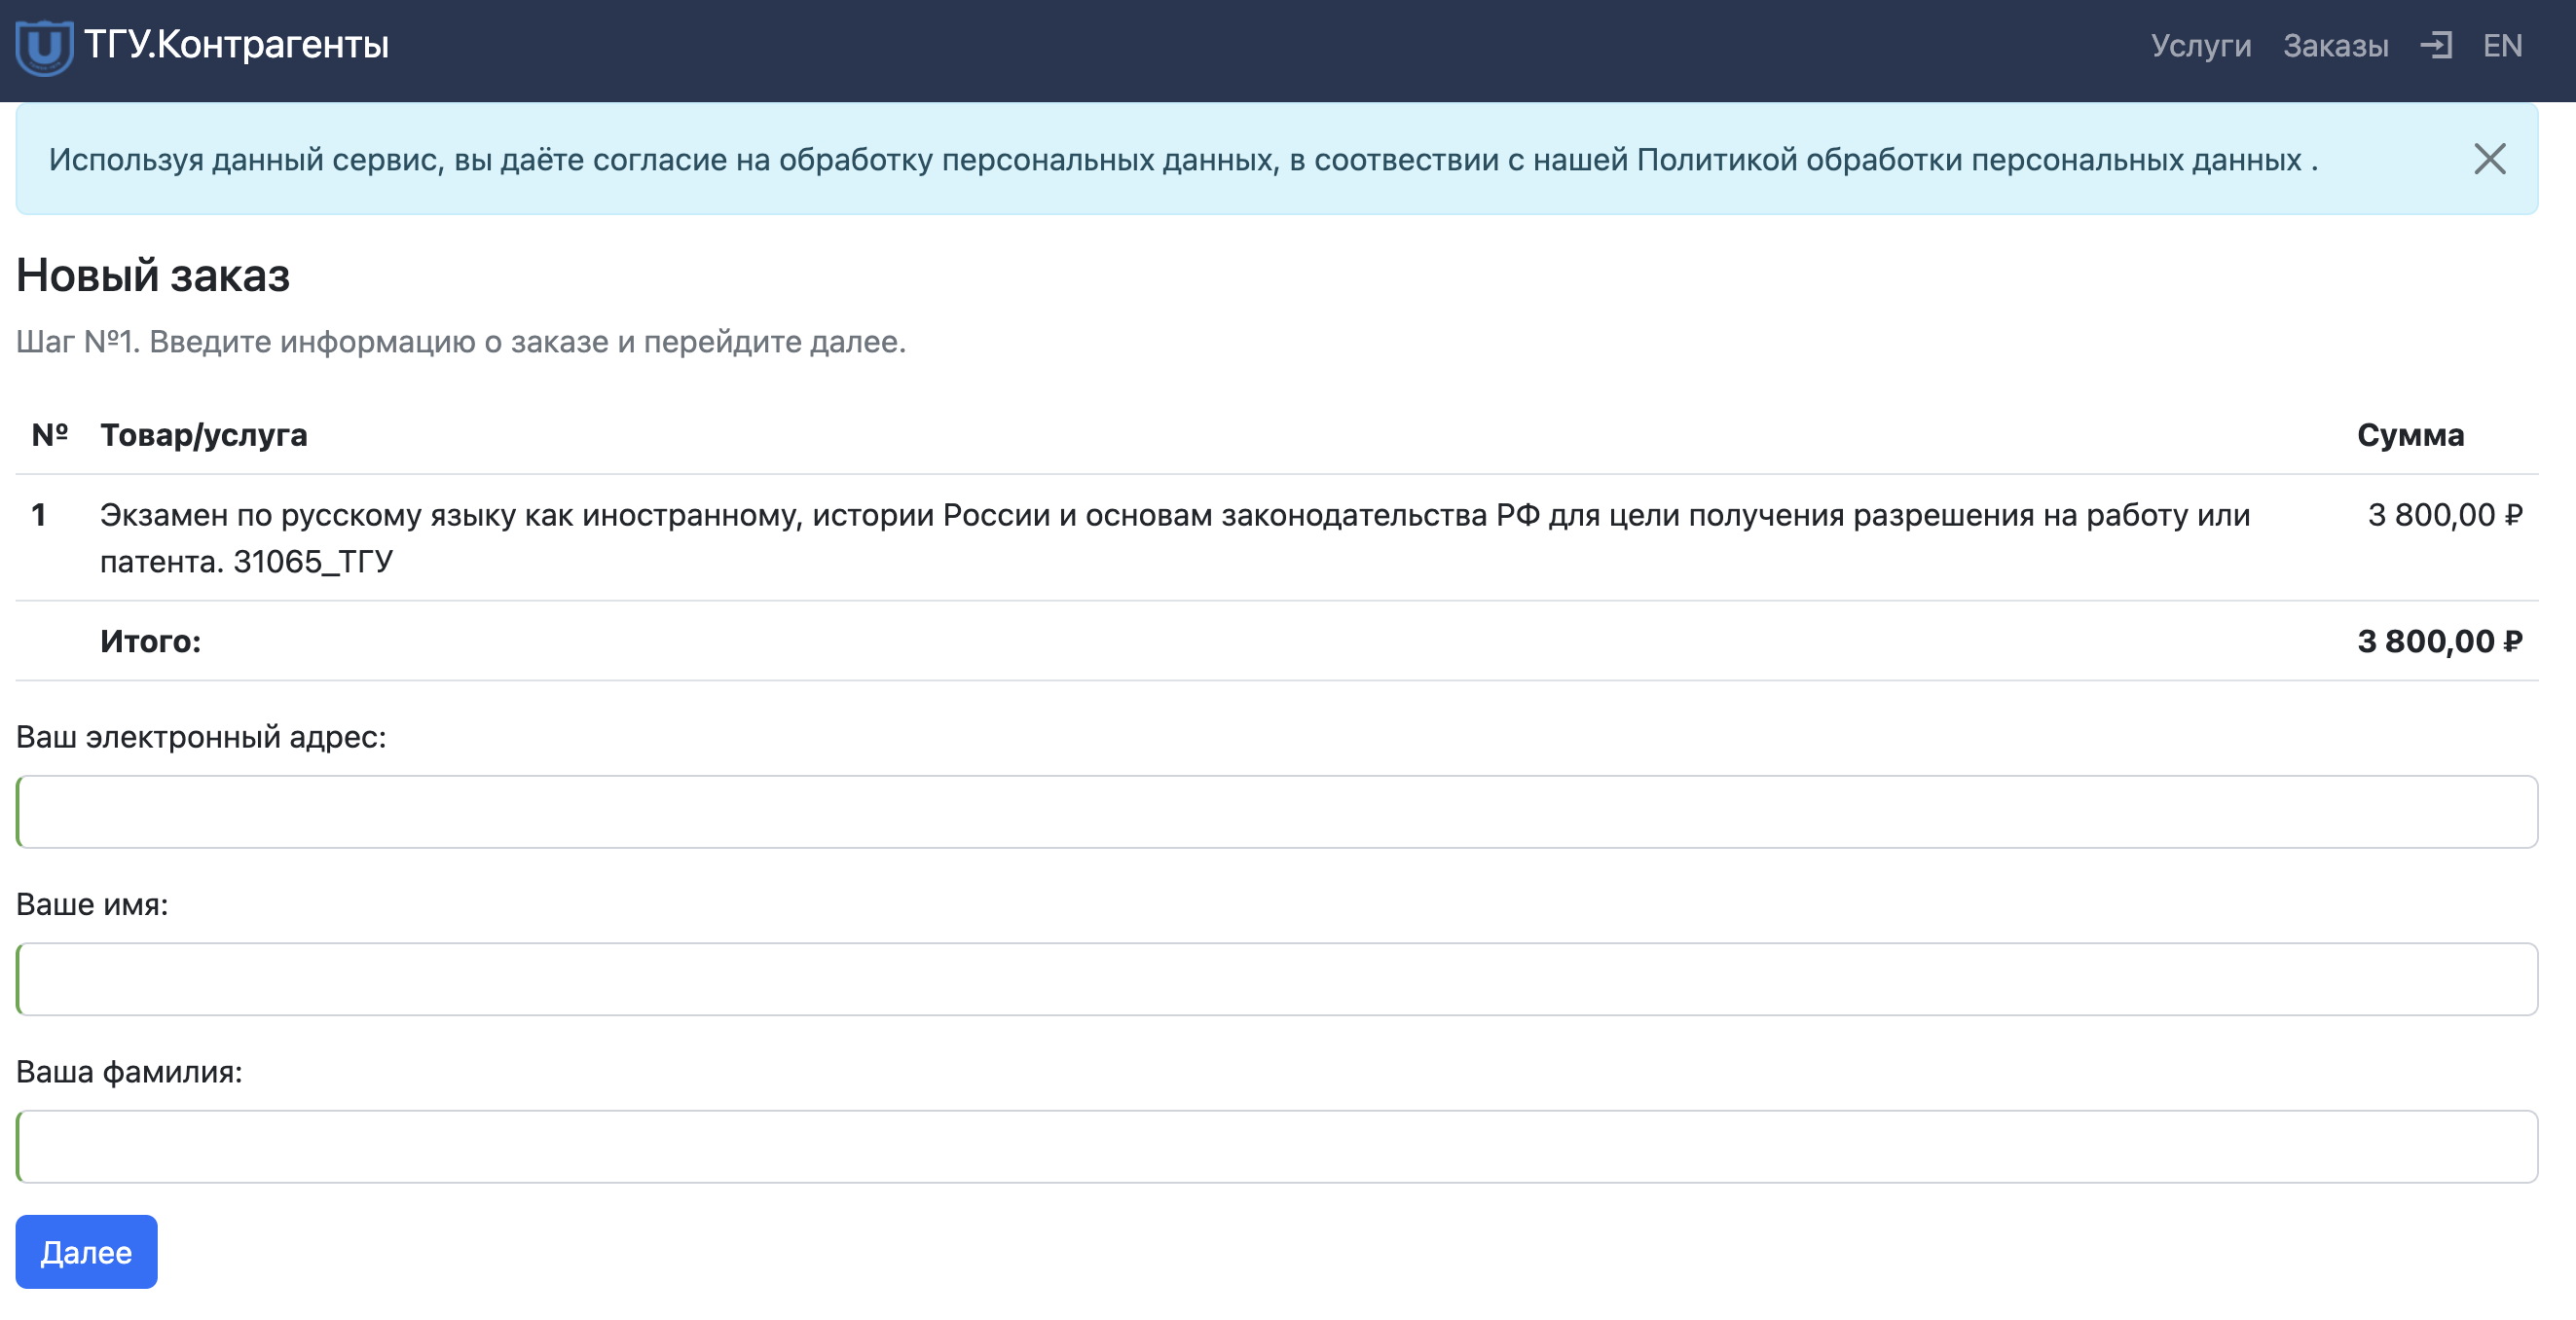 ТГУ.Контрагенты
Услуги Заказы EN
Используя данный сервис, вы даёте согласие на обработку персональных данных, в соотвествии с нашей Политикой обработки персональных данных .
Новый заказ
Шаг №1. Введите информацию о заказе и перейдите далее.
№ Товар/услуга Сумма
1 Экзамен по русскому языку как иностранному, истории России и основам законодательства РФ для цели получения разрешения на работу или 3 800,00 ₽
патента. 31065_ТГУ
Итого: 3 800,00 ₽
Ваш электронный адрес:
Ваше имя:
Ваша фамилия:
Далее